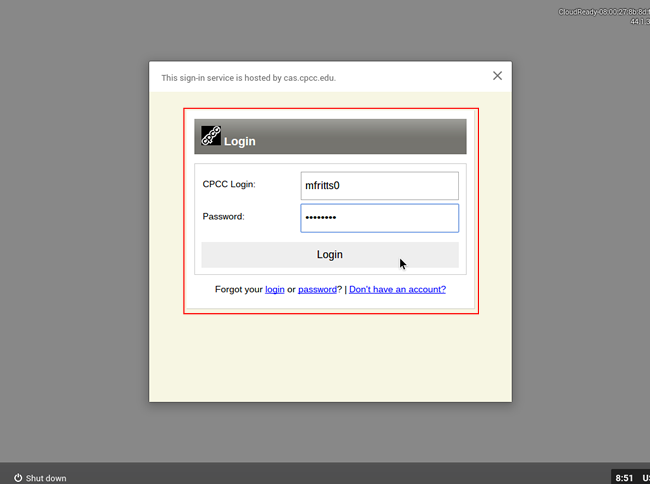 CloudReady-08:00:27:8b:8d:f
44.1.3
This sign-in service is hosted by cas.cpcc.edu.
CPCC Login
CPCC Login: mfritts0
Password: ••••••••
Login
Forgot your login or password? | Don't have an account?
Shut down 8:51 US